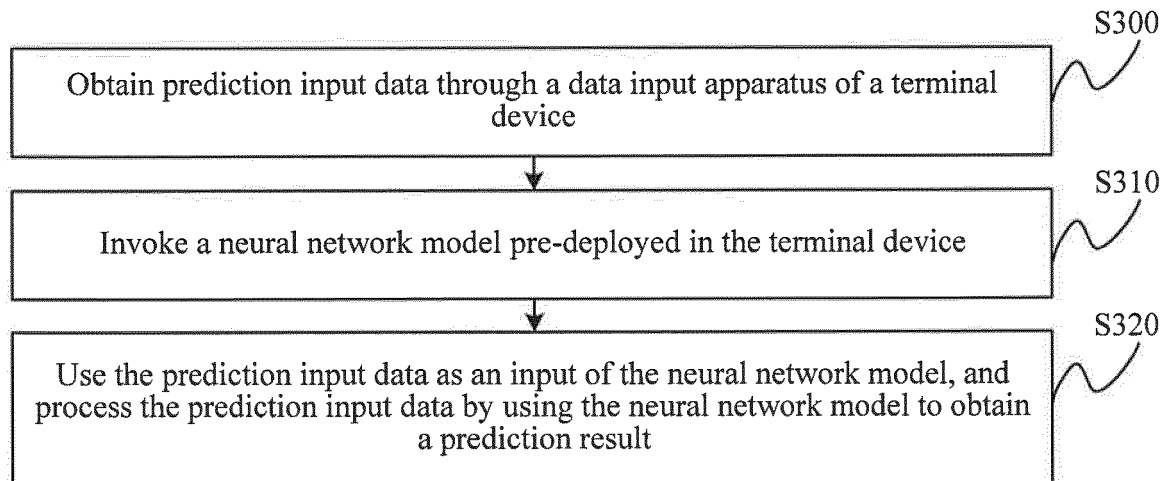 S300
Obtain prediction input data through a data input apparatus of a terminal
device
S310
Invoke a neural network model pre-deployed in the terminal device
S320
Use the prediction input data as an input of the neural network model, and
process the prediction input data by using the neural network model to obtain
a prediction result